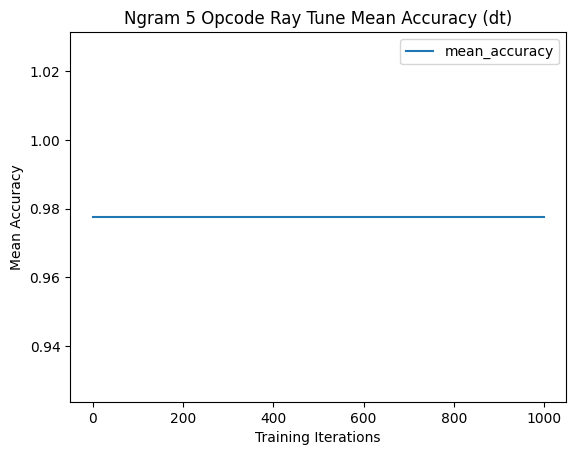 Ngram 5 Opcode Ray Tune Mean Accuracy (dt)
mean_accuracy
1.02
1.00
0.98
0.96
0.94
Mean Accuracy
0 200 400 600 800 1000
Training Iterations